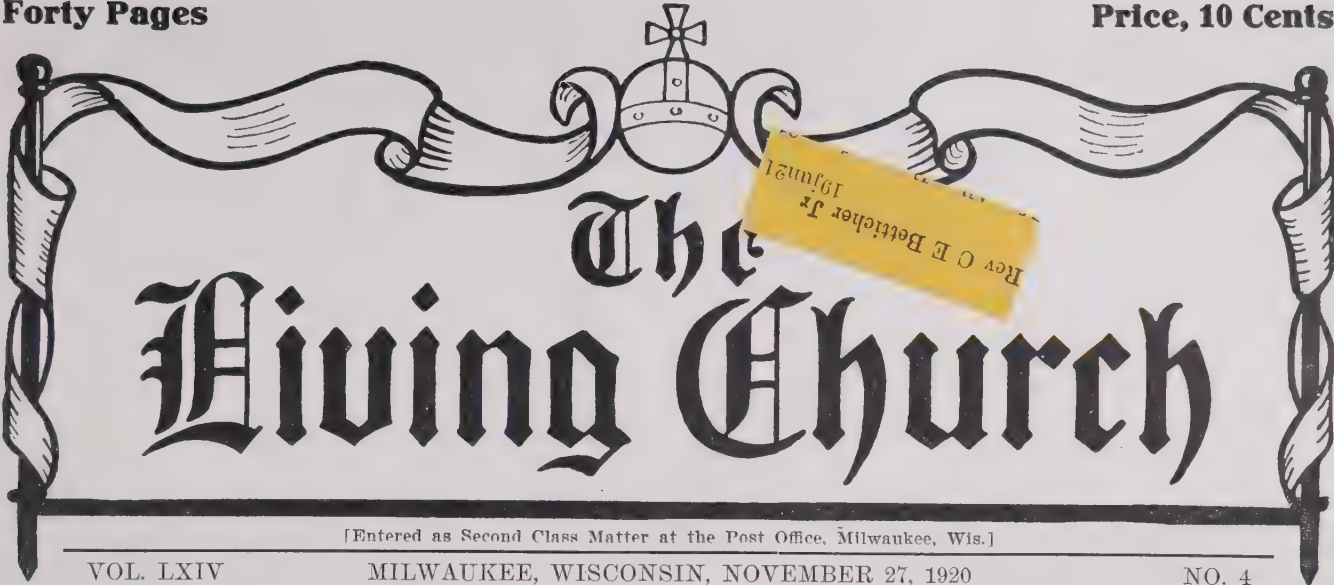 Forty Pages
Price, 10 Cents
The
Living Church
Rev C E Betticher Jr
19jun21
[Entered as Second Class Matter at the Post Office, Milwaukee, Wis.]
VOL. LXIV MILWAUKEE, WISCONSIN, NOVEMBER 27, 1920 NO. 4